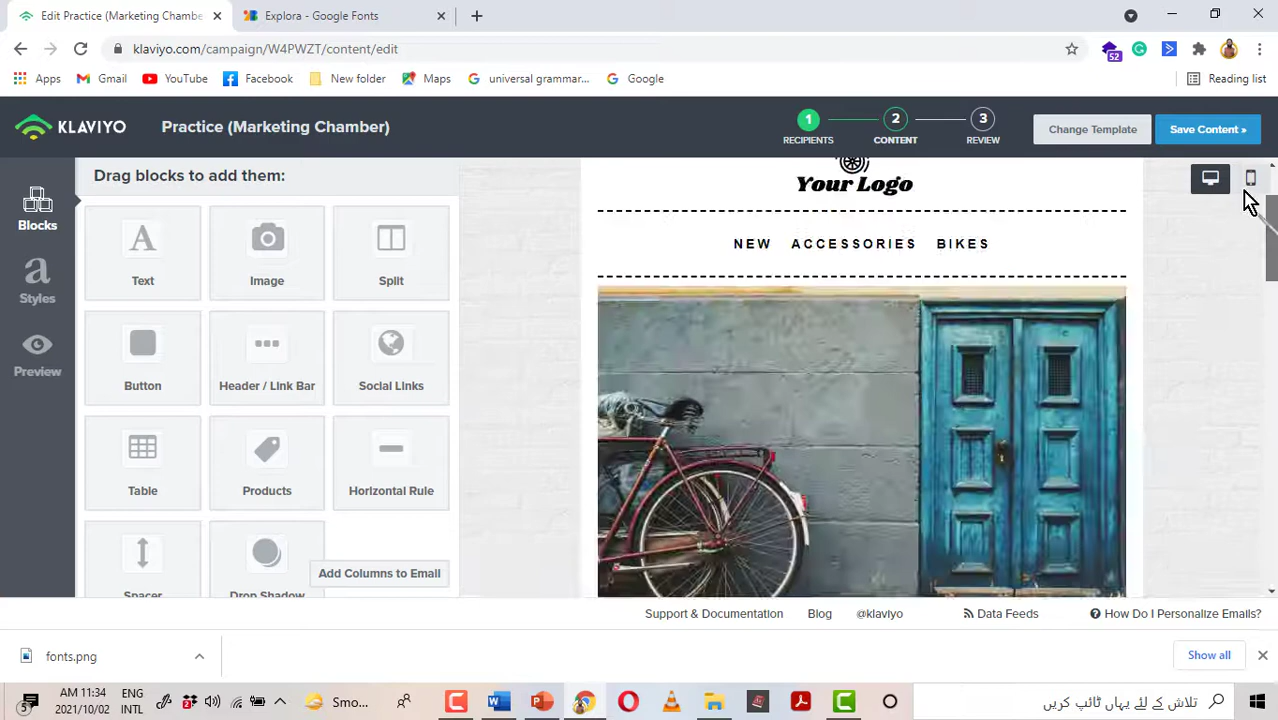 Edit Practice (Marketing Chambe
Explora - Google Fonts
klaviyo.com/campaign/W4PWZT/content/edit
52
Apps
Gmail
YouTube
Facebook
New folder
Maps
universal grammar...
Google
Reading list
KLAVIYO
Practice (Marketing Chamber)
1
2
3
RECIPIENTS
CONTENT
REVIEW
Change Template
Save Content »
Blocks
Styles
Preview
Drag blocks to add them:
Text
Image
Split
Button
Header / Link Bar
Social Links
Table
Products
Horizontal Rule
Spacer
Drop Shadow
Add Columns to Email
Your Logo
NEW ACCESSORIES BIKES
Support & Documentation
Blog
@klaviyo
Data Feeds
How Do I Personalize Emails?
fonts.png
Show all
AM 11:34
2021/10/02
ENG
INTL
Smo...
تلاش کے لئے یہاں ٹائپ کریں